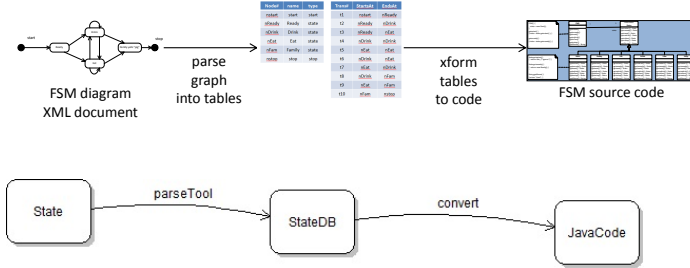 Node# name type
nstart start start
nReady Ready state
nDrink Drink state
nEat Eat state
nFam Family state
nstop stop stop
Trans# StartsAt EndsAt
t1 nstart nReady
t2 nReady nDrink
t3 nReady nEat
t4 nDrink nDrink
t5 nEat nEat
t6 nDrink nEat
t7 nEat nDrink
t8 nDrink nFam
t9 nEat nFam
t10 nFam nstop
start
stop
FSM diagram
XML document
parse
graph
into tables
xform
tables
to code
FSM source code
State
parseTool
StateDB
convert
JavaCode